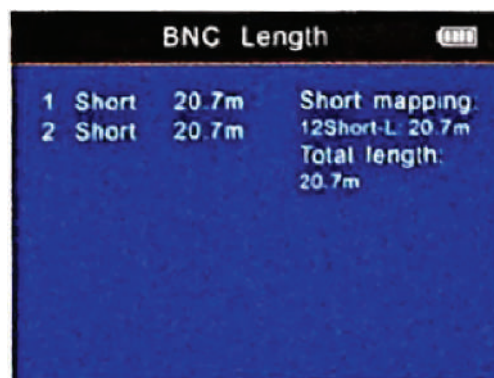 BNC Length
1 Short 20.7m
2 Short 20.7m
Short mapping:
12Short-L: 20.7m
Total length:
20.7m